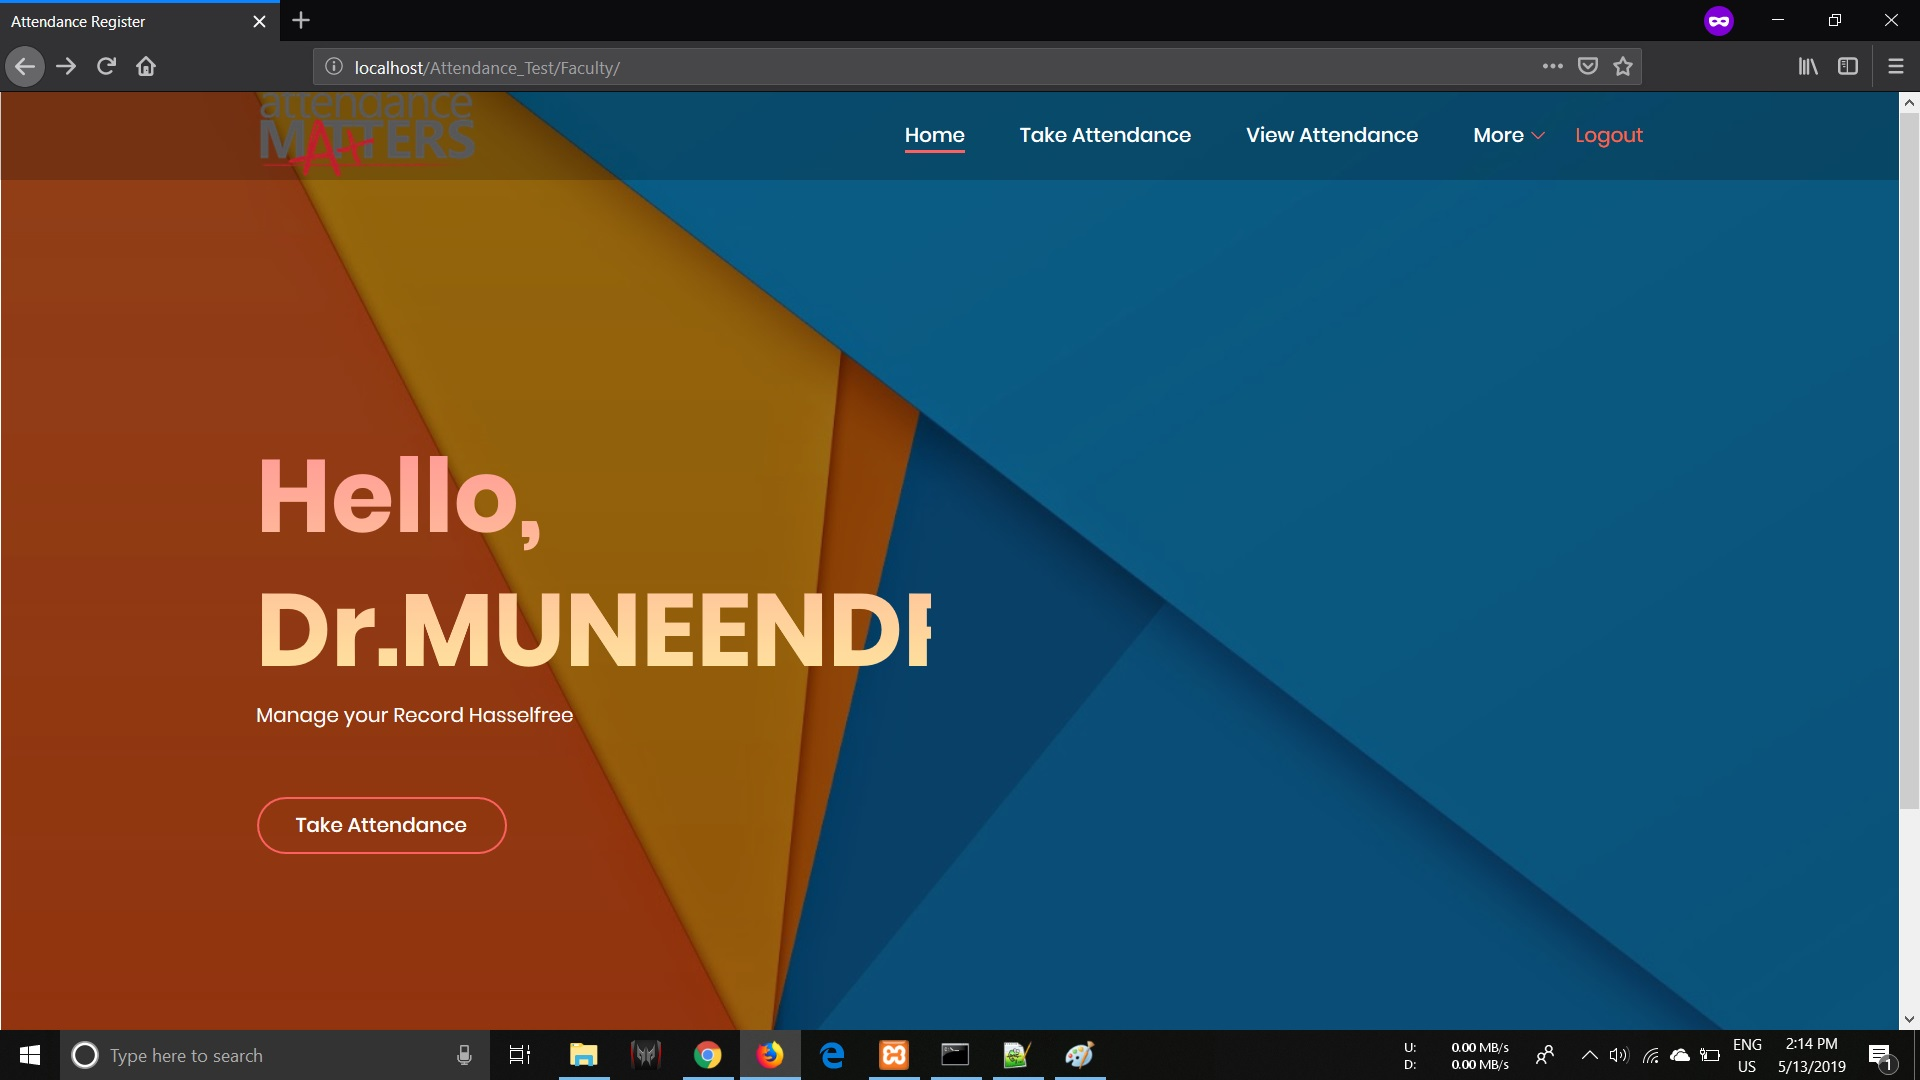 Attendance Register
localhost/Attendance_Test/Faculty/
attendance
MATTERS
Home
Take Attendance
View Attendance
More
Logout
Hello,
Dr.MUNEEND
Manage your Record Hasselfree
Take Attendance
Type here to search
U: 0.00 MB/s
D: 0.00 MB/s
ENG
US
2:14 PM
5/13/2019
1